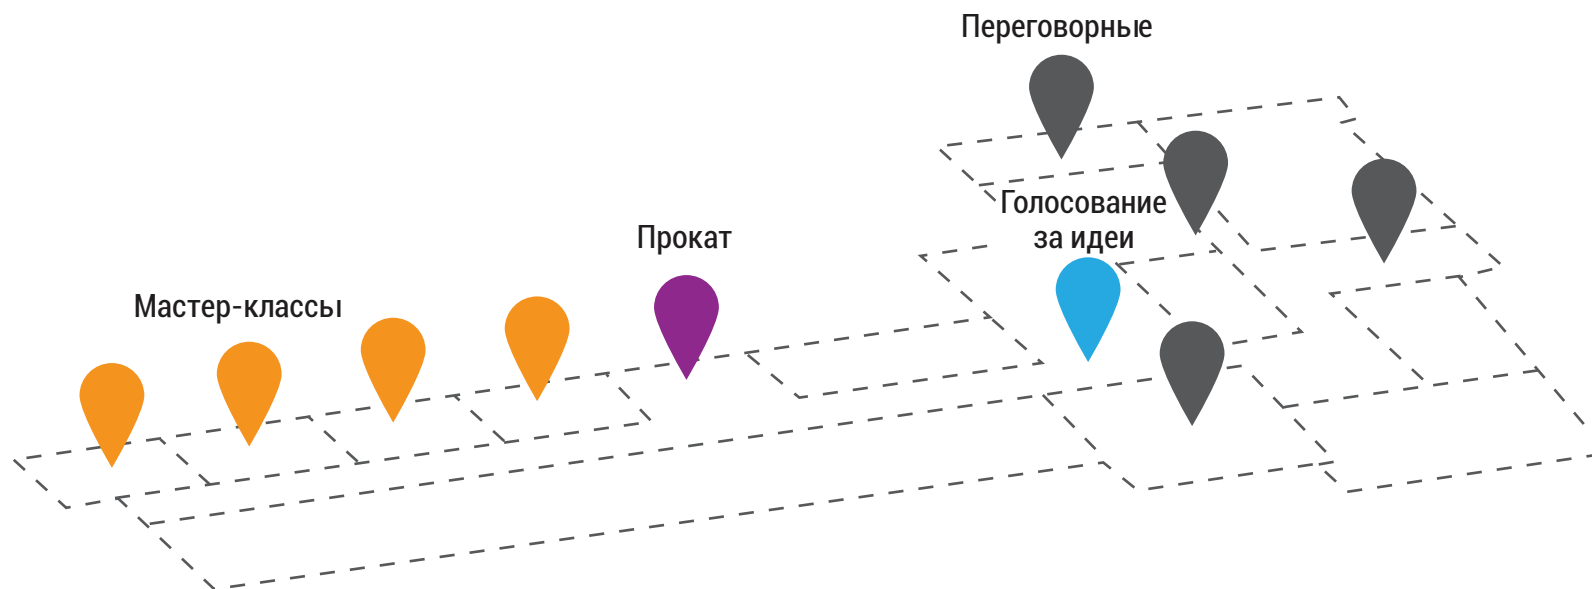 Переговорные
Голосование
за идеи
Прокат
Мастер-классы